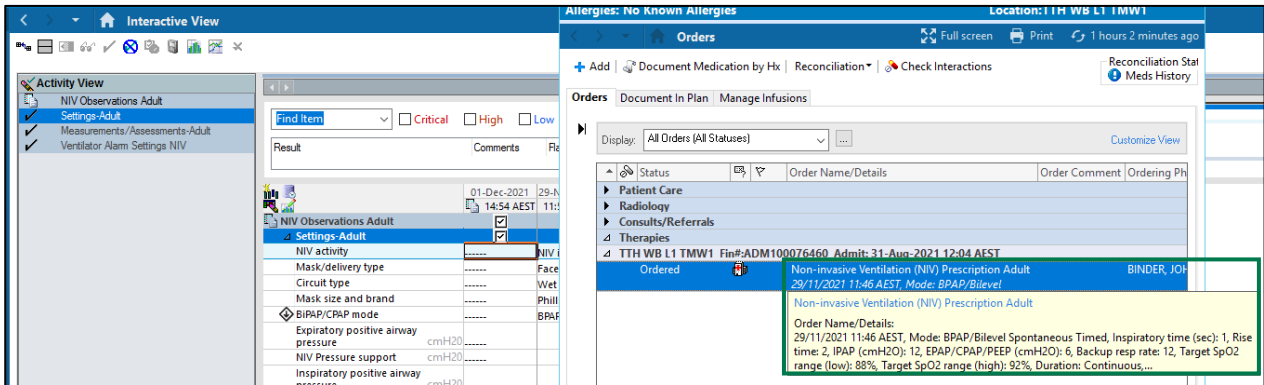 Interactive View
Activity View
NIV Observations Adult
Settings-Adult
Measurements/Assessments-Adult
Ventilator Alarm Settings NIV
Find Item
Critical
High
Low
Result
Comments
01-Dec-2021
14:54 AEST
NIV Observations Adult
Settings-Adult
NIV activity ------
Mask/delivery type ------ Face
Circuit type ------ Wet
Mask size and brand ------
BiPAP/CPAP mode ------
Expiratory positive airway
pressure cmH20 ------
NIV Pressure support cmH20 ------
Inspiratory positive airway
Allergies: No Known Allergies
Location: TTH WB L1 TMW1
Orders
Full screen
Print
1 hours 2 minutes ago
Add
Document Medication by Hx
Reconciliation
Check Interactions
Meds History
Orders
Document In Plan
Manage Infusions
Display: All Orders (All Statuses) ...
Customize View
Status
Order Name/Details
Order Comment
Patient Care
Radiology
Consults/Referrals
Therapies
TTH WB L1 TMW1 Fin#:ADM100076460 Admit: 31-Aug-2021 12:04 AEST
Ordered
Non-invasive Ventilation (NIV) Prescription Adult
BINDER, JOH
29/11/2021 11:46 AEST, Mode: BPAP/Bilevel
Non-invasive Ventilation (NIV) Prescription Adult
Order Name/Details:
29/11/2021 11:46 AEST, Mode: BPAP/Bilevel Spontaneous Timed, Inspiratory time (sec): 1, Rise
time: 2, IPAP (cmH2O): 12, EPAP/CPAP/PEEP (cmH2O): 6, Backup resp rate: 12, Target SpO2
range (low): 88%, Target SpO2 range (high): 92%, Duration: Continuous,...